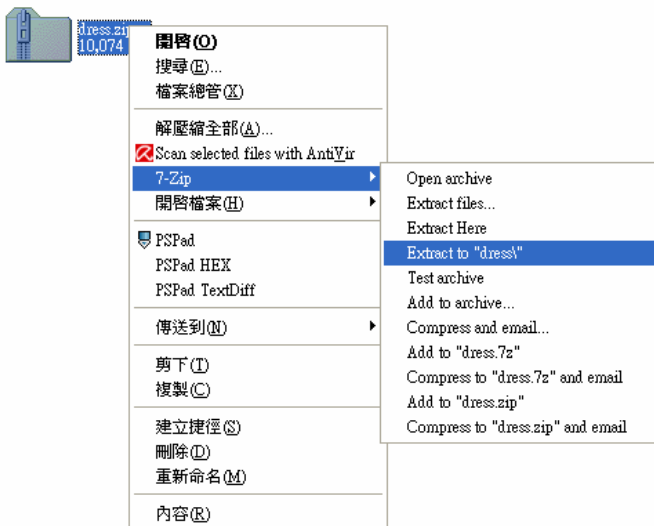 dress.zip
10,074
開啓(O)
搜尋(E)...
檔案總管(X)
解壓縮全部(A)...
Scan selected files with AntiVir
7-Zip
開啓檔案(H)
PSPad
PSPad HEX
PSPad TextDiff
傳送到(N)
剪下(T)
複製(C)
建立捷徑(S)
刪除(D)
重新命名(M)
內容(R)
Open archive
Extract files...
Extract Here
Extract to "dress\"
Test archive
Add to archive...
Compress and email...
Add to "dress.7z"
Compress to "dress.7z" and email
Add to "dress.zip"
Compress to "dress.zip" and email